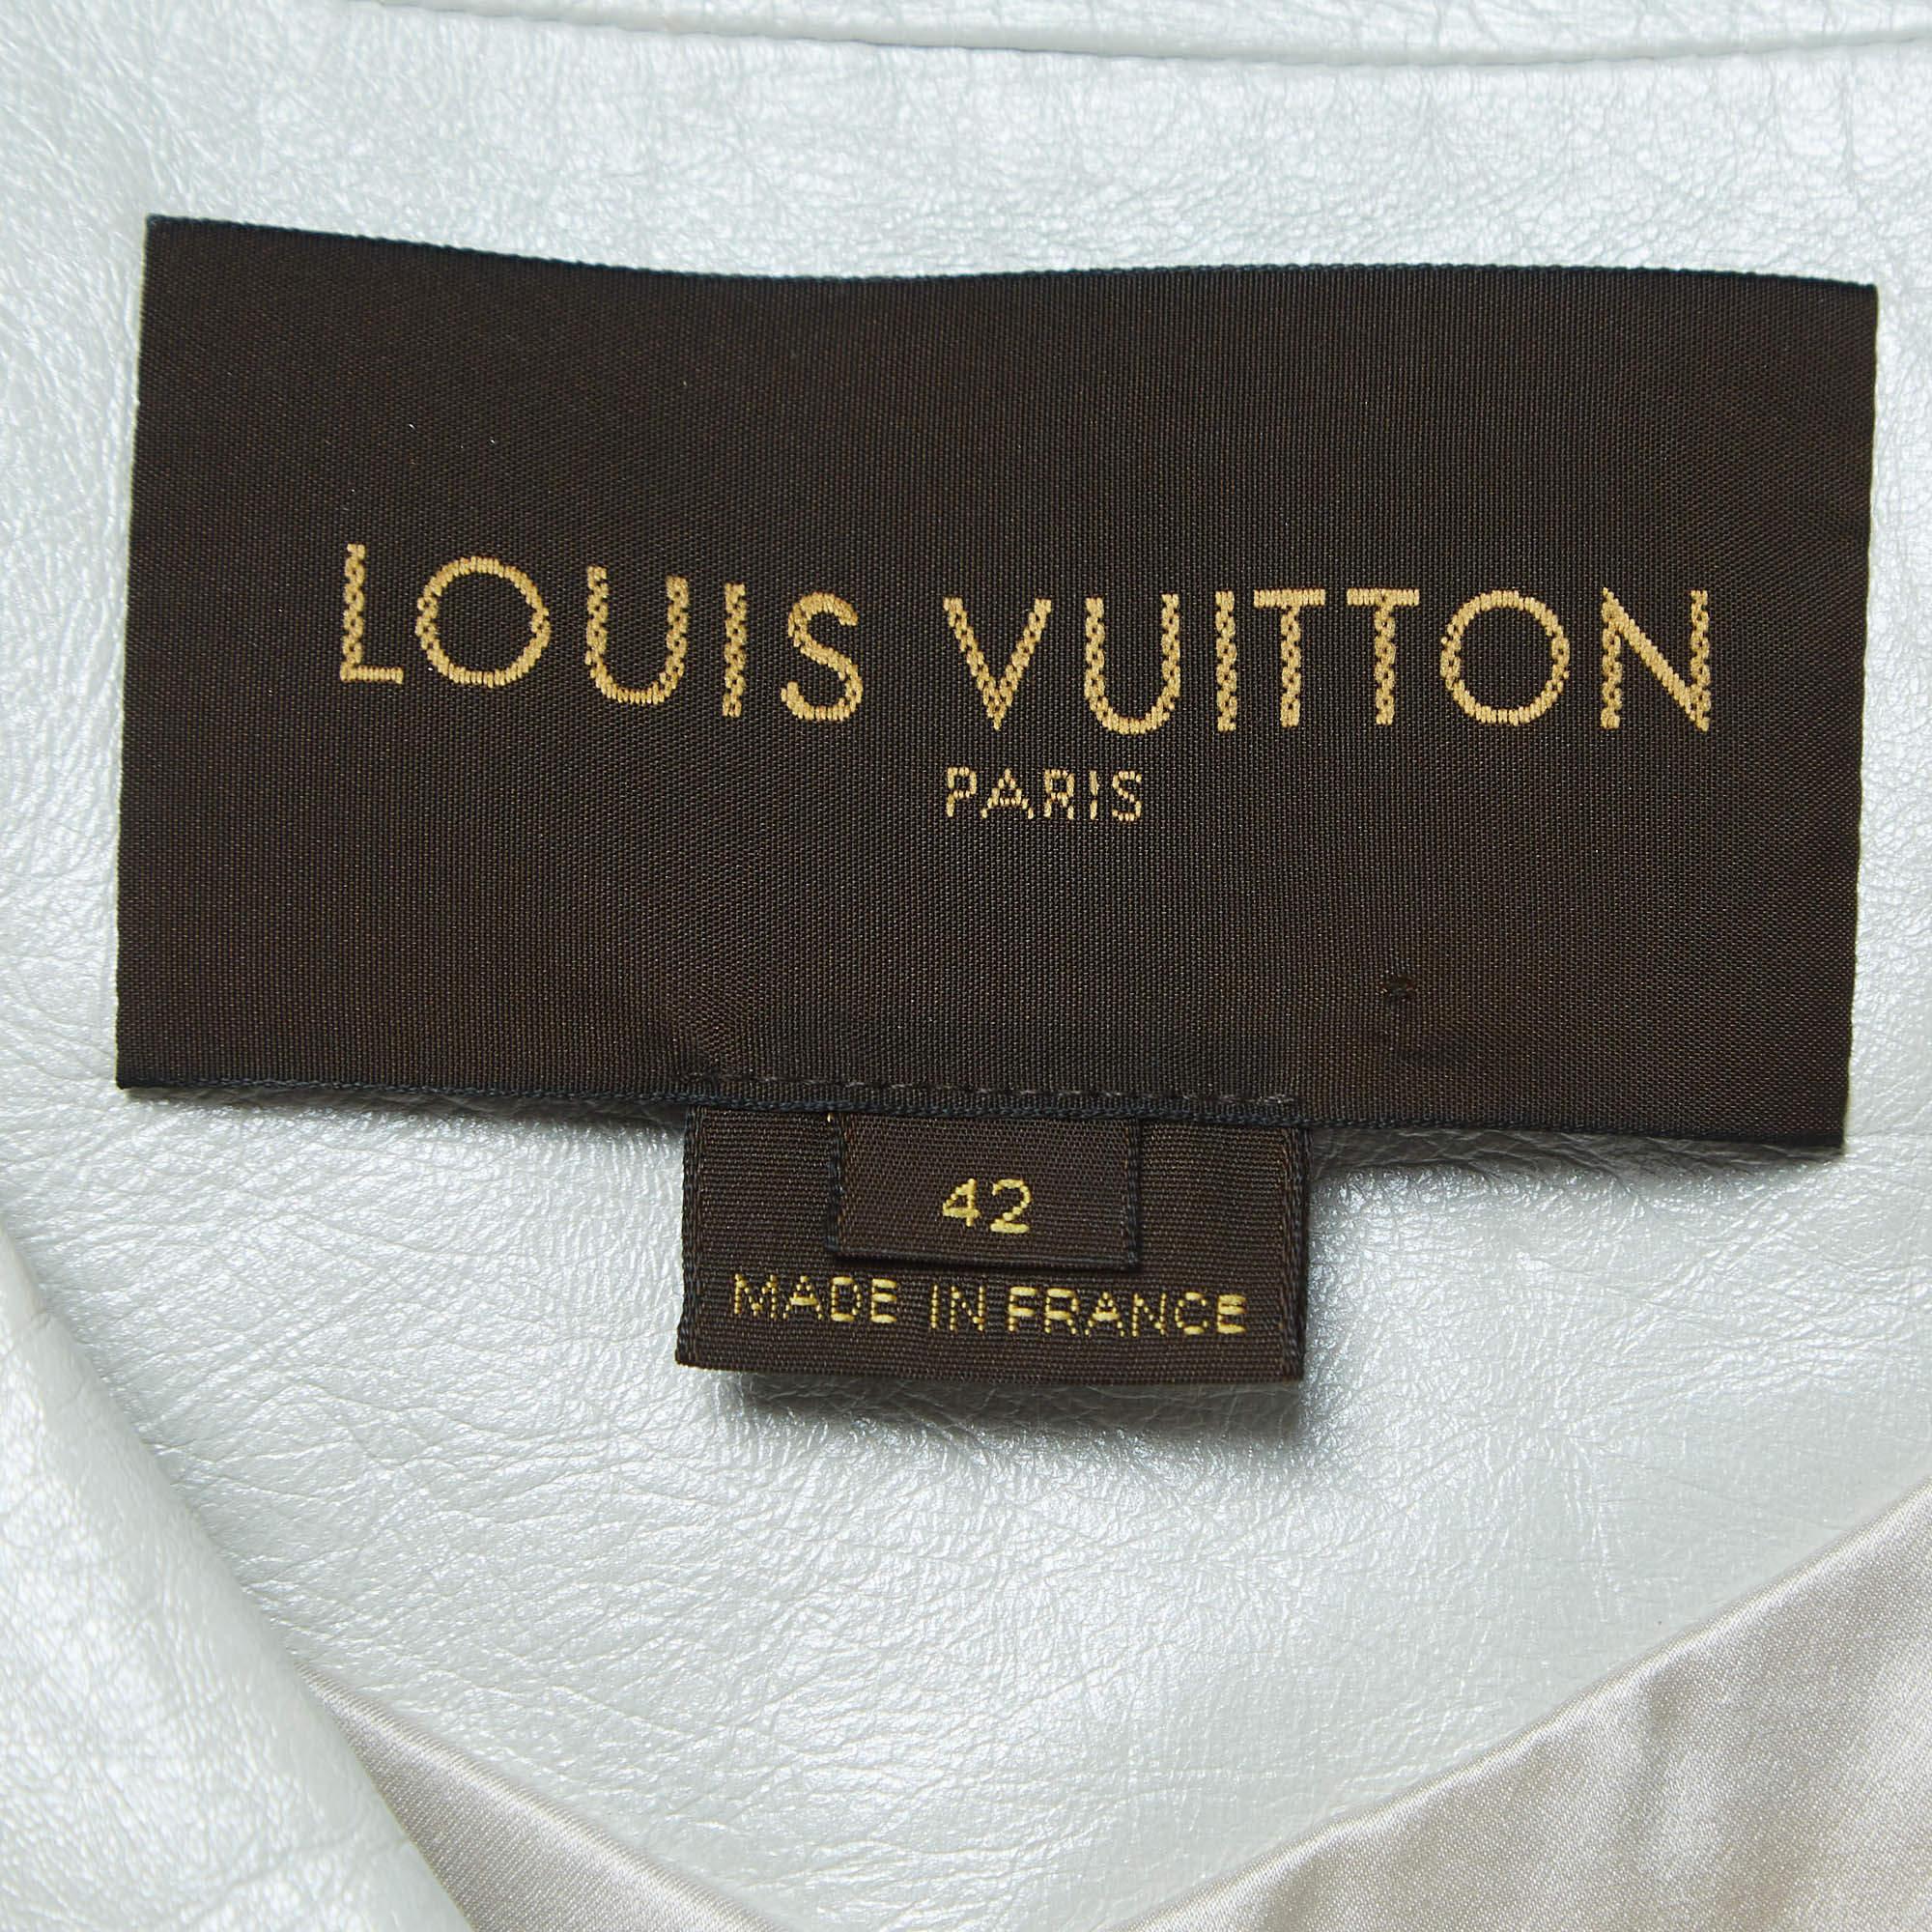 LOUIS VUITTON
PARIS
42
MADE IN FRANCE